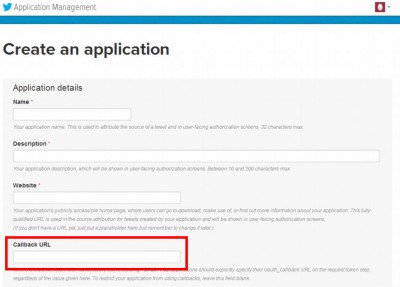 Application Management
Create an application
Application details
Name *
Your application name. This is used to attribute the source of a tweet and in user-facing authorization screens. 32 characters max.
Description *
Your application description, which will be shown in user-facing authorization screens. Between 10 and 200 characters max.
Website *
Your application's publicly accessible home page, where users can go to download, make use of, or find out more information about your application. This fully-
qualified URL is used in the source attribution for tweets created by your application and will be shown in user-facing authorization screens.
(If you don't have a URL yet, just put a placeholder here but remember to change it later.)
Callback URL
should explicitly specify their oauth_callback URL on the request token step,
regardless of the value given here. To restrict your application from using callbacks, leave this field blank.